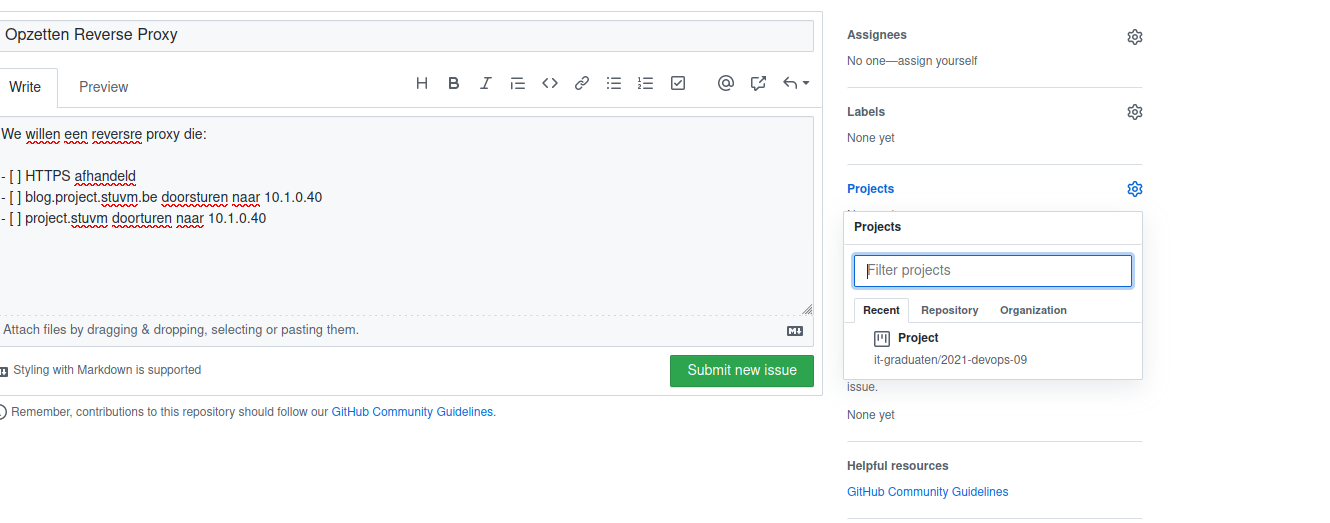 Opzetten Reverse Proxy
Write
Preview
We willen een reversre proxy die:
- [ ] HTTPS afhandeld
- [ ] blog.project.stuvm.be doorsturen naar 10.1.0.40
- [ ] project.stuvm doorturen naar 10.1.0.40
Attach files by dragging & dropping, selecting or pasting them.
Styling with Markdown is supported
Submit new issue
Remember, contributions to this repository should follow our GitHub Community Guidelines.
Assignees
No one—assign yourself
Labels
None yet
Projects
Projects
Filter projects
Recent
Repository
Organization
Project
it-graduaten/2021-devops-09
issue.
None yet
Helpful resources
GitHub Community Guidelines